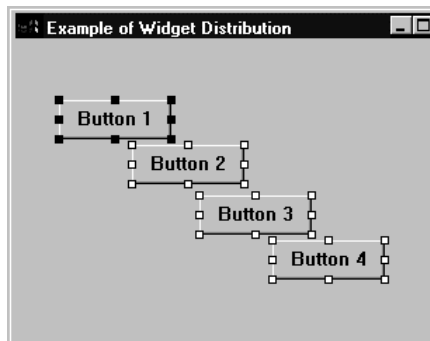 Example of Widget Distribution
Button 1
Button 2
Button 3
Button 4